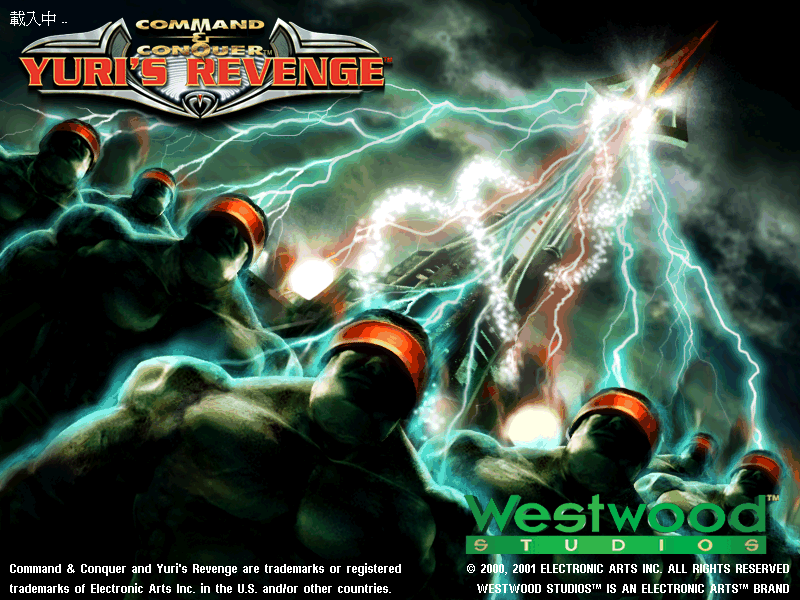 載入中 ..
COMMAND
&
CONQUER™
YURI'S REVENGE
Westwood™
STUDIOS
Command & Conquer and Yuri's Revenge are trademarks or registered
trademarks of Electronic Arts Inc. in the U.S. and/or other countries.
© 2000, 2001 ELECTRONIC ARTS INC. ALL RIGHTS RESERVED
WESTWOOD STUDIOS™ IS AN ELECTRONIC ARTS™ BRAND